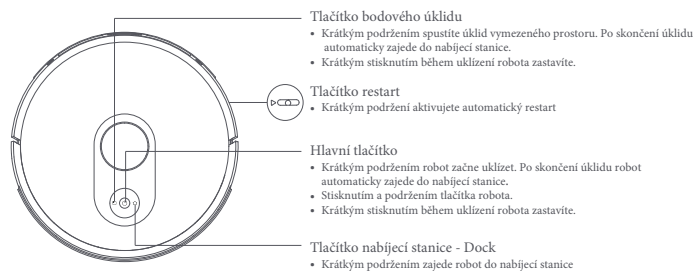 Tlačítko bodového úklidu
• Krátkým podržením spustíte úklid vymezeného prostoru. Po skončení úklidu
automaticky zajede do nabíjecí stanice.
• Krátkým stisknutím během uklízení robota zastavíte.
Tlačítko restart
• Krátkým podržení aktivujete automatický restart
Hlavní tlačítko
• Krátkým podržením robot začne uklízet. Po skončení úklidu robot
automaticky zajede do nabíjecí stanice.
• Stisknutím a podržením tlačítka robota.
• Krátkým stisknutím během uklízení robota zastavíte.
Tlačítko nabíjecí stanice - Dock
• Krátkým podržením zajede robot do nabíjecí stanice